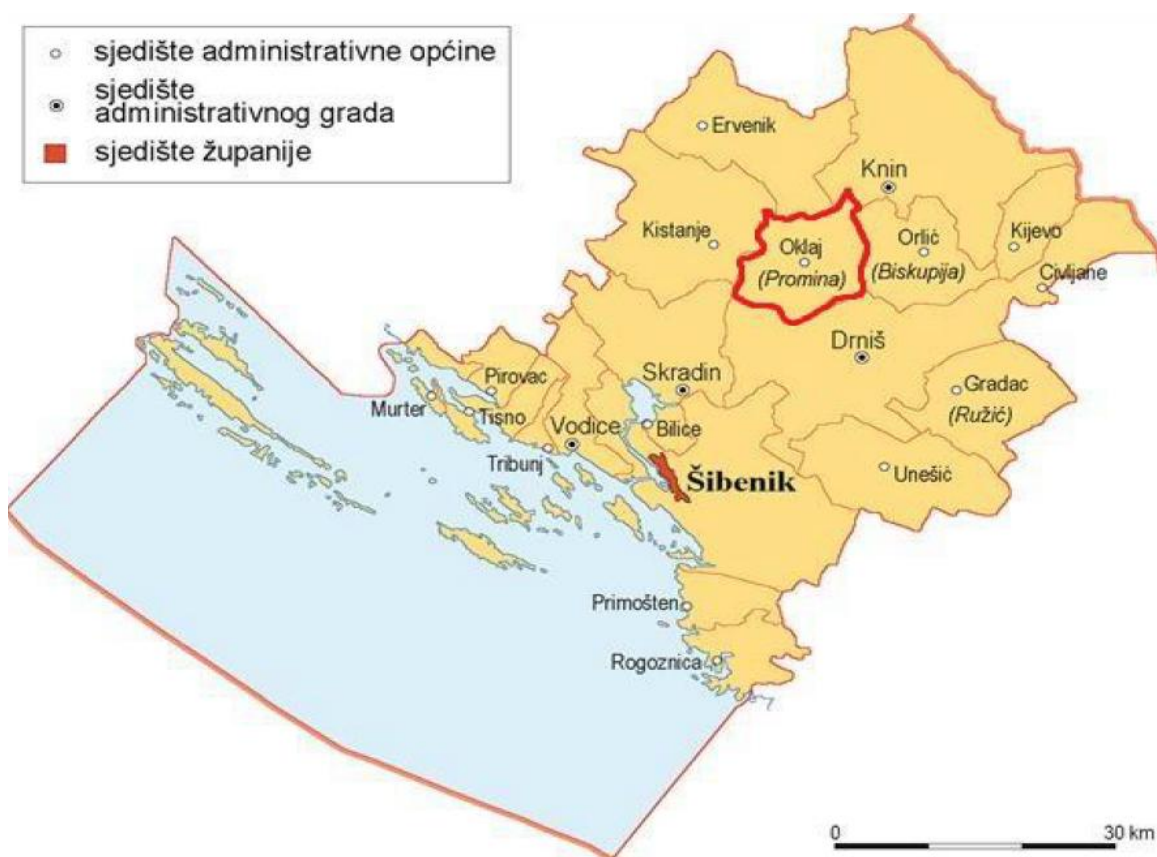 sjedište administrativne općine
sjedište
administrativnog grada
sjedište županije
Ervenik
Knin
Kistanje
Oklaj
(Promina)
Orlić
(Biskupija)
Kijevo
Civljane
Drniš
Skradin
Gradac
(Ružić)
Pirovac
Murter
Tisno
Vodice
Bilice
Tribunj
Šibenik
Unešić
Primošten
Rogoznica
0 30 km